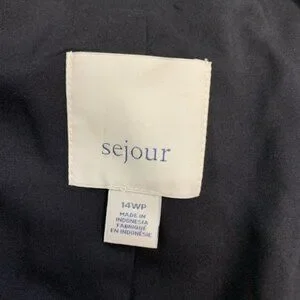 sejour
14WP
MADE IN
INDONESIA
FABRIQUÉ
EN INDONÉSIE